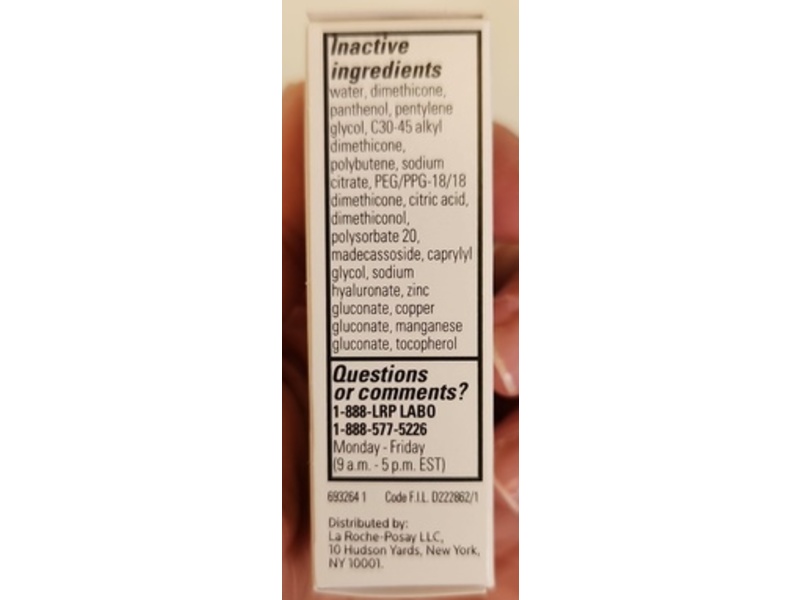 Inactive
ingredients
water, dimethicone,
panthenol, pentylene
glycol, C30-45 alkyl
dimethicone,
polybutene, sodium
citrate, PEG/PPG-18/18
dimethicone, citric acid,
dimethiconol,
polysorbate 20,
madecassoside, caprylyl
glycol, sodium
hyaluronate, zinc
gluconate, copper
gluconate, manganese
gluconate, tocopherol
Questions
or comments?
1-888-LRP LABO
1-888-577-5226
Monday - Friday
(9 a.m. - 5 p.m. EST)
693264 1 Code F.I.L. D222862/1
Distributed by:
La Roche-Posay LLC,
10 Hudson Yards, New York,
NY 10001.